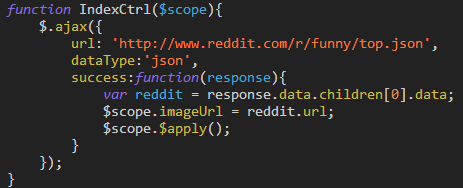 function IndexCtrl($scope){
    $.ajax({
        url: 'http://www.reddit.com/r/funny/top.json',
        dataType:'json',
        success:function(response){
            var reddit = response.data.children[0].data;
            $scope.imageUrl = reddit.url;
            $scope.$apply();
        }
    });
}